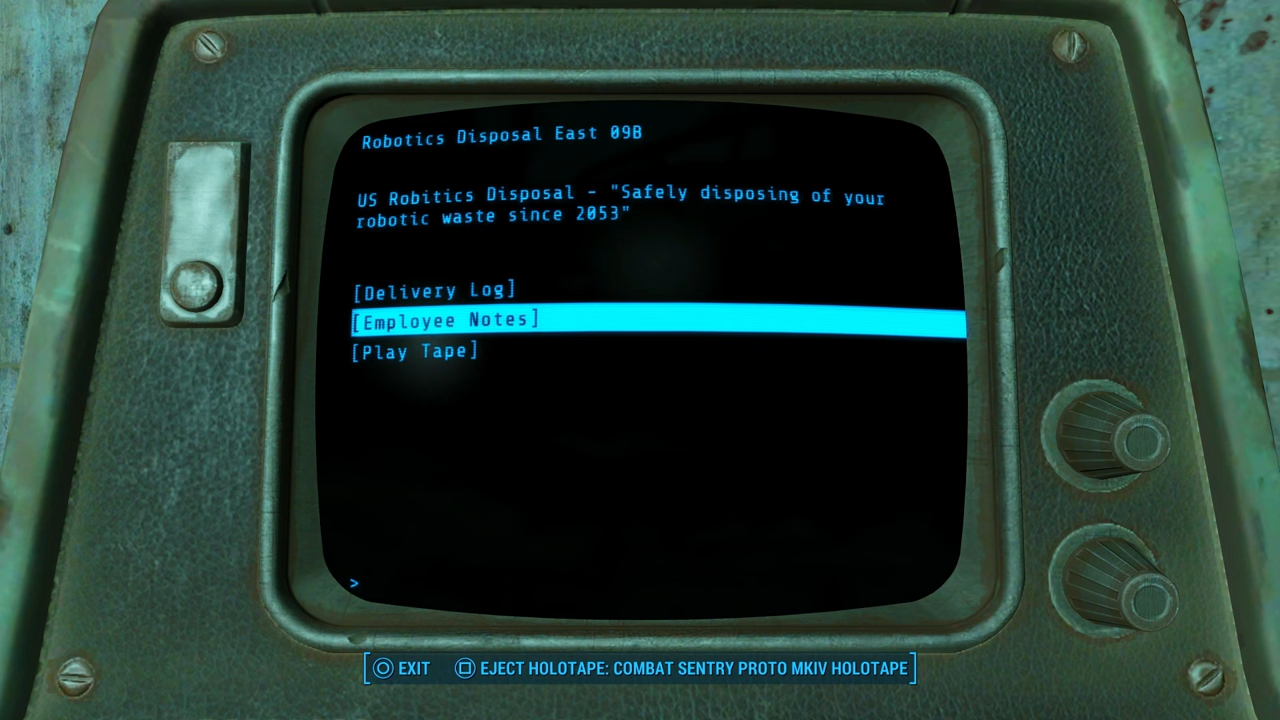 Robotics Disposal East 09B
US Robitics Disposal - "Safely disposing of your
robotic waste since 2053"
[Delivery Log]
[Employee Notes]
[Play Tape]
>
EXIT EJECT HOLOTAPE: COMBAT SENTRY PROTO MKIV HOLOTAPE